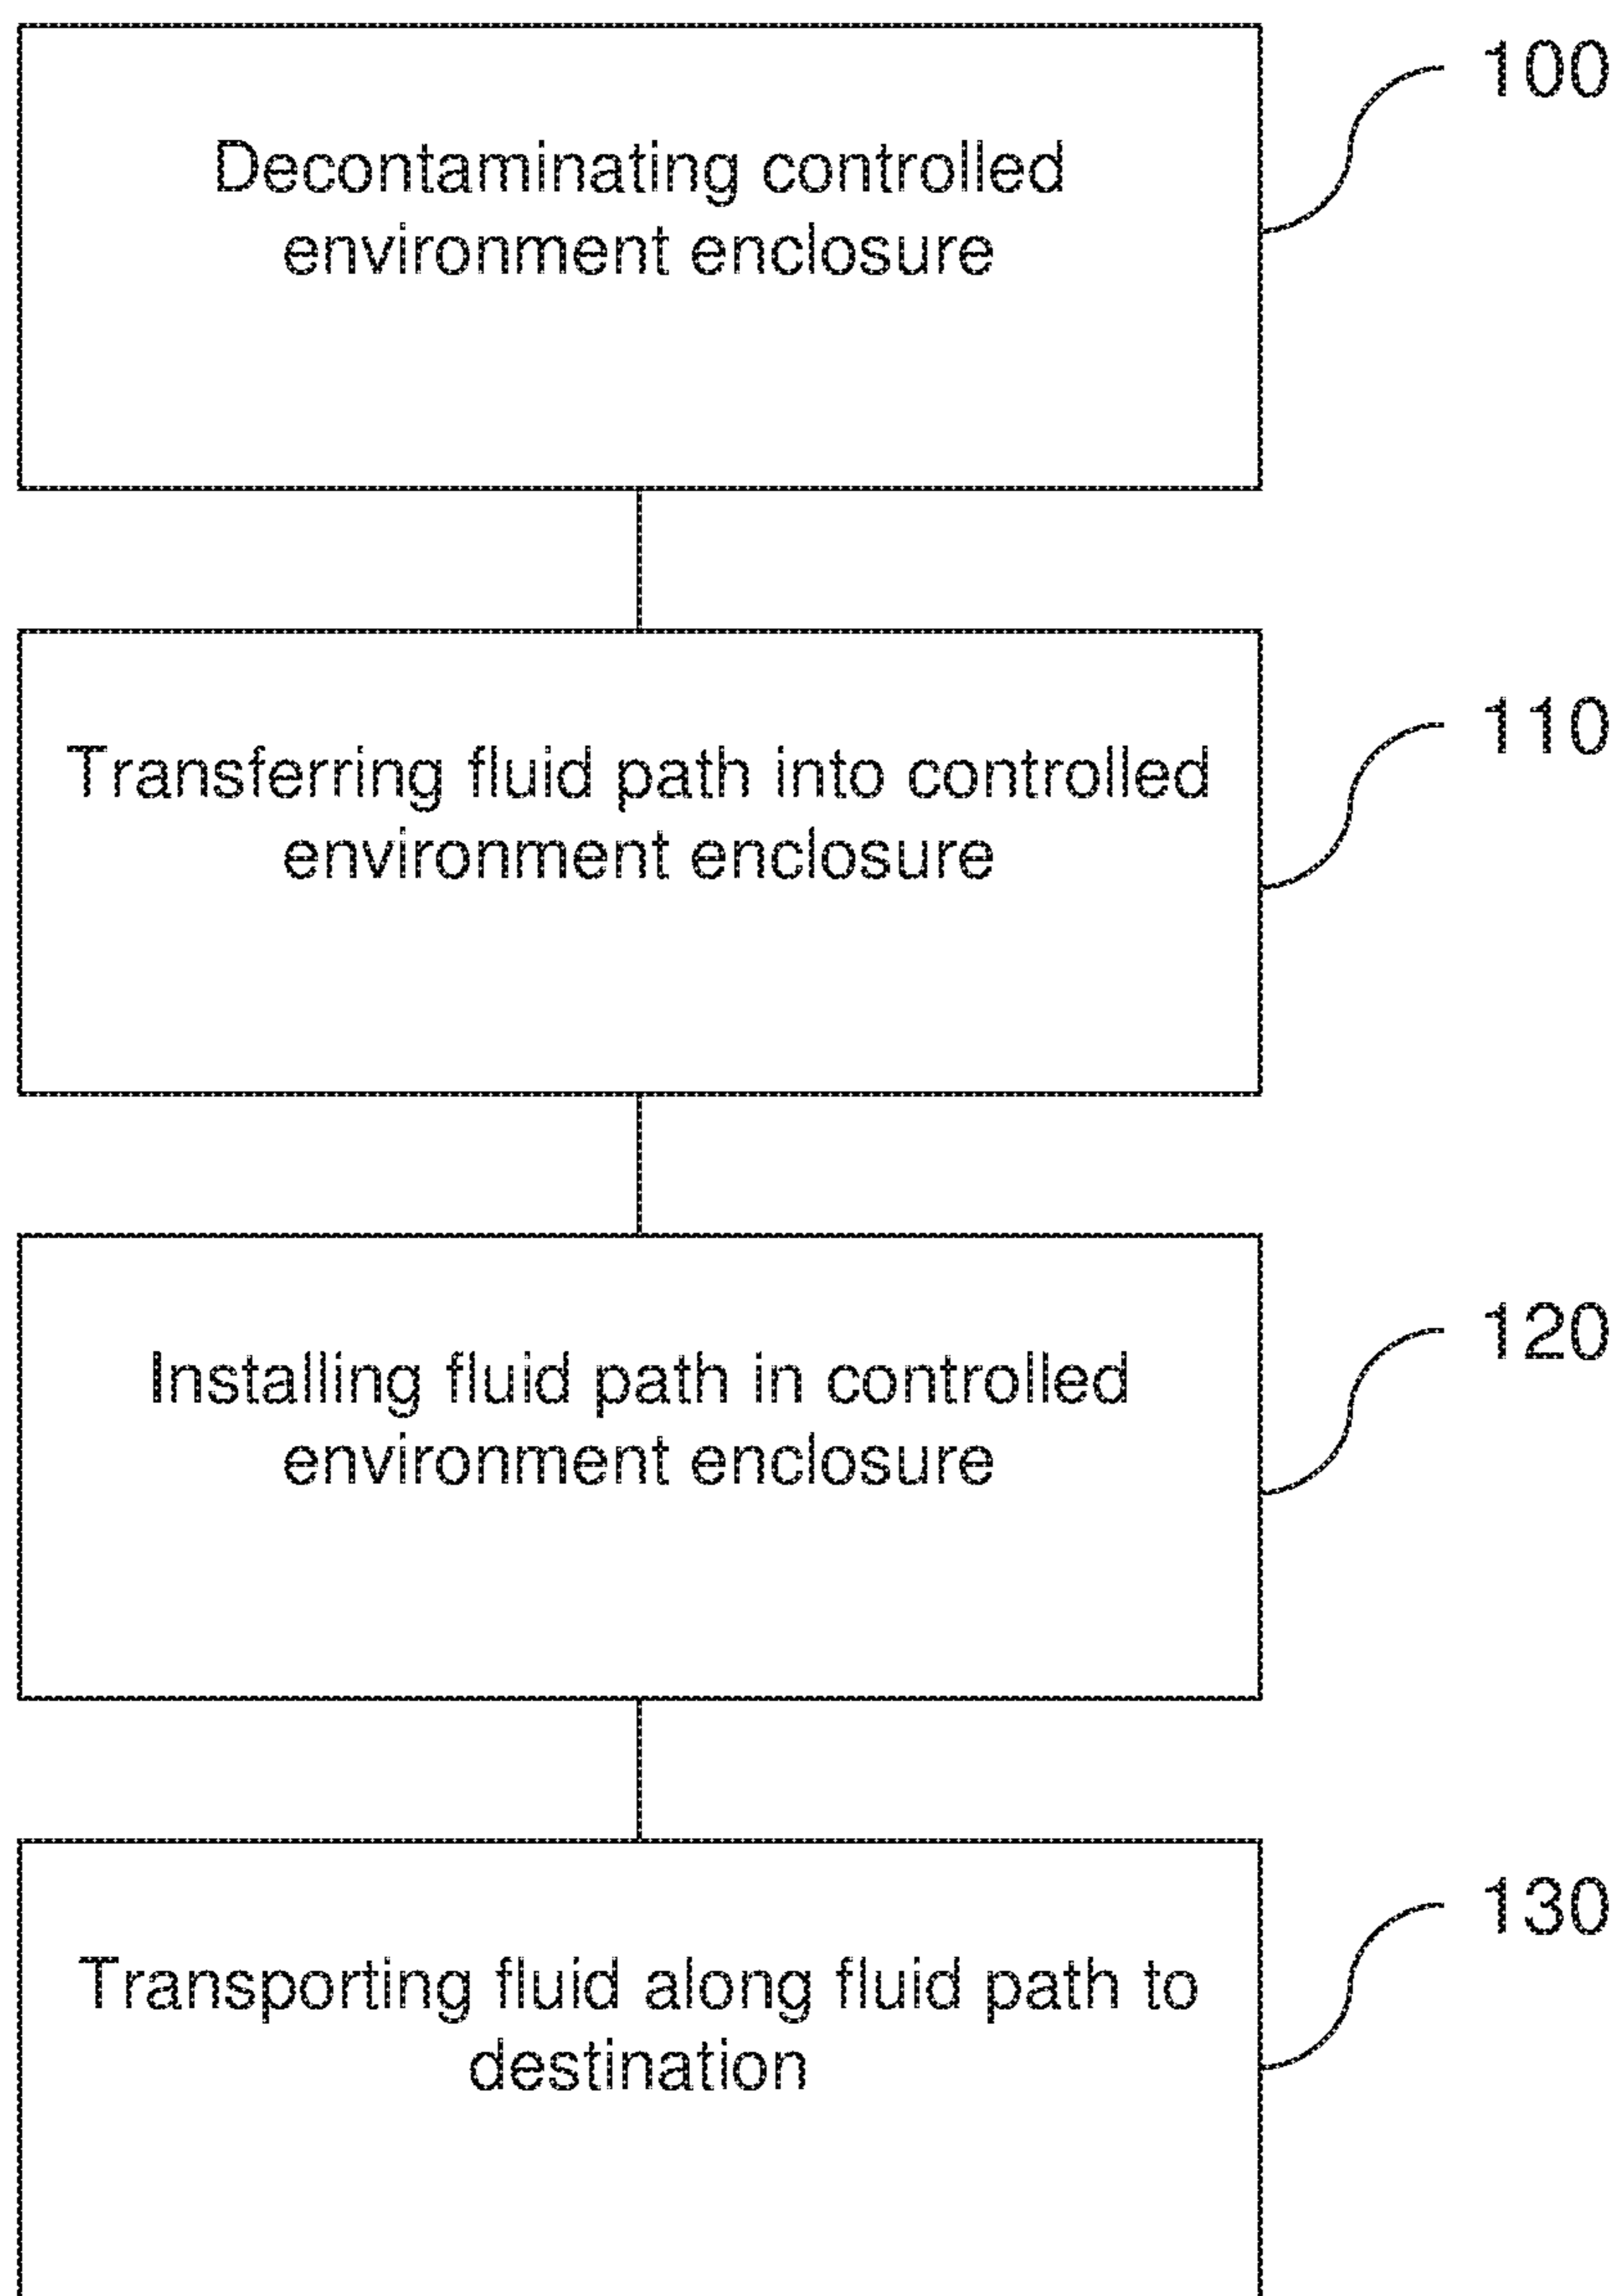 100
Decontaminating controlled
environment enclosure
110
Transferring fluid path into controlled
environment enclosure
120
Installing fluid path in controlled
environment enclosure
130
Transporting fluid along fluid path to
destination